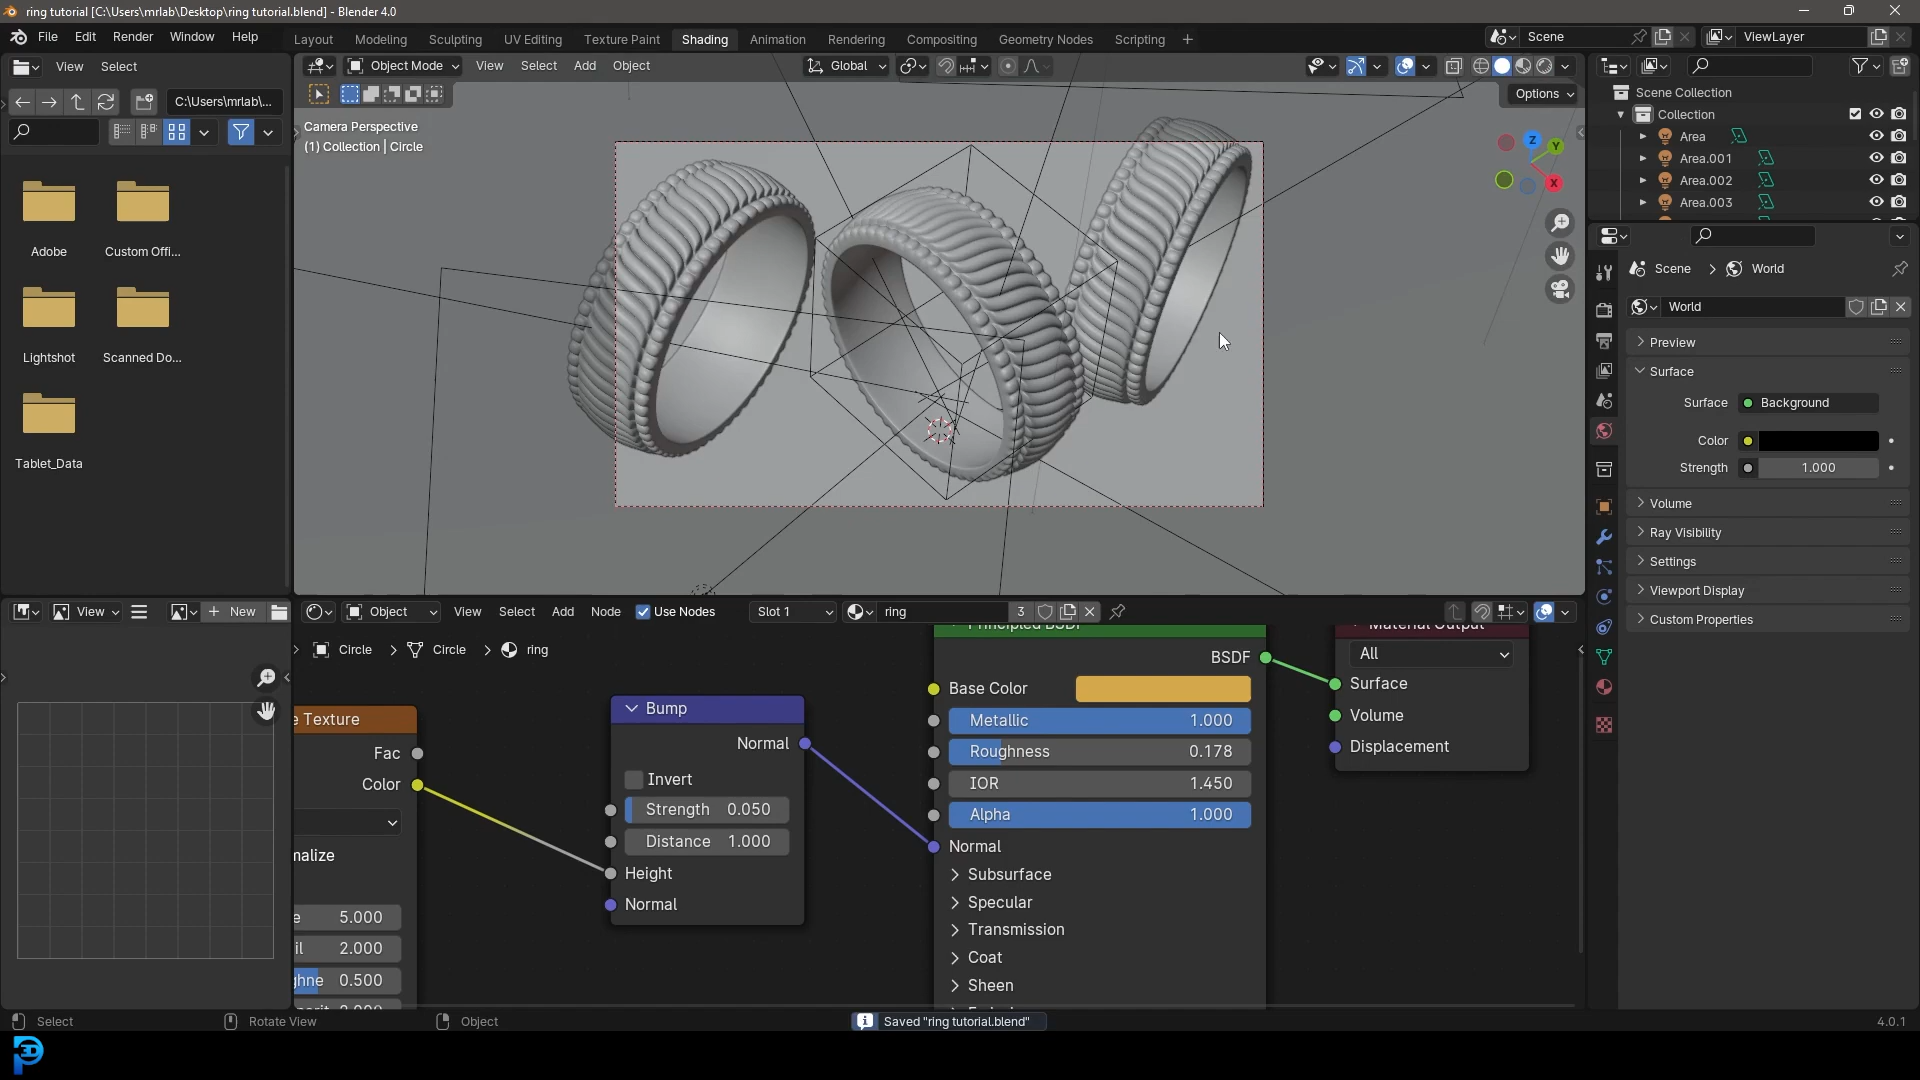 ring tutorial [C:\Users\mrlab\Desktop\ring tutorial.blend] - Blender 4.0
File Edit Render Window Help
Layout Modeling Sculpting UV Editing Texture Paint Shading Animation Rendering Compositing Geometry Nodes Scripting +
Scene
ViewLayer
View Select
C:\Users\mrlab\...
Adobe
Custom Offi...
Lightshot
Scanned Do...
Tablet_Data
Object Mode View Select Add Object
Global
Options
Camera Perspective
(1) Collection | Circle
Z
Y
X
Scene Collection
Collection
Area
Area.001
Area.002
Area.003
Scene > World
World
Preview
Surface
Surface Background
Color
Strength 1.000
Volume
Ray Visibility
Settings
Viewport Display
Custom Properties
View
+ New
Object View Select Add Node Use Nodes Slot 1 ring 3
Circle > Circle > ring
e Texture
Fac
Color
malize
e 5.000
il 2.000
ghne 0.500
Bump
Normal
Invert
Strength 0.050
Distance 1.000
Height
Normal
Principled BSDF
BSDF
Base Color
Metallic 1.000
Roughness 0.178
IOR 1.450
Alpha 1.000
Normal
Subsurface
Specular
Transmission
Coat
Sheen
Material Output
All
Surface
Volume
Displacement
Select
Rotate View
Object
Saved "ring tutorial.blend"
4.0.1
3D